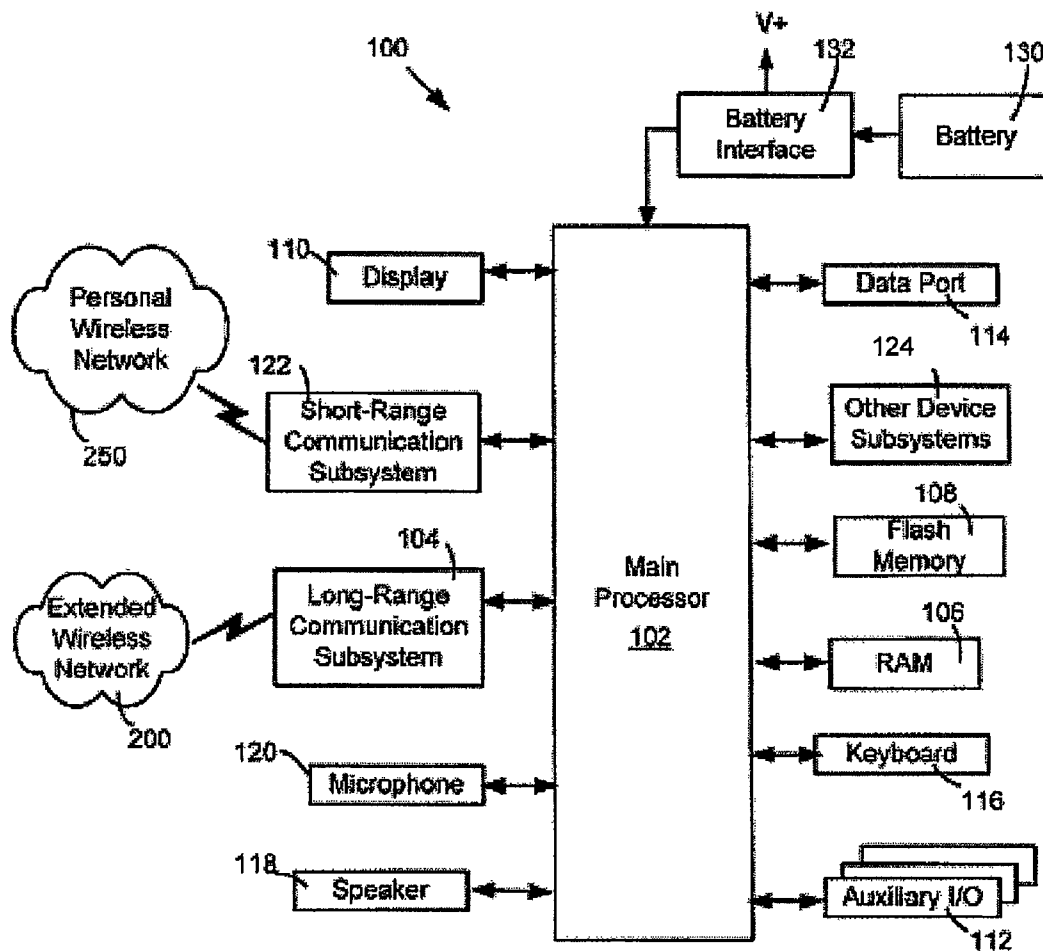 V+
100
132
130
Battery
Interface
Battery
110
Display
Data Port
114
Personal
Wireless
Network
250
122
Short-Range
Communication
Subsystem
124
Other Device
Subsystems
108
Flash
Memory
104
Long-Range
Communication
Subsystem
Extended
Wireless
Network
200
Main
Processor
102
106
RAM
120
Microphone
Keyboard
116
118
Speaker
Auxiliary I/O
112